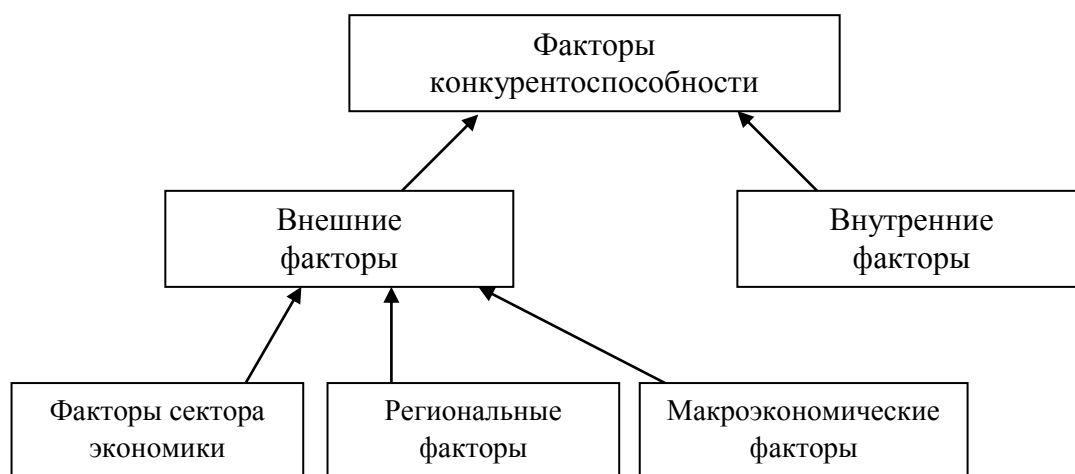 Факторы
конкурентоспособности
Внешние
факторы
Внутренние
факторы
Факторы сектора
экономики
Региональные
факторы
Макроэкономические
факторы